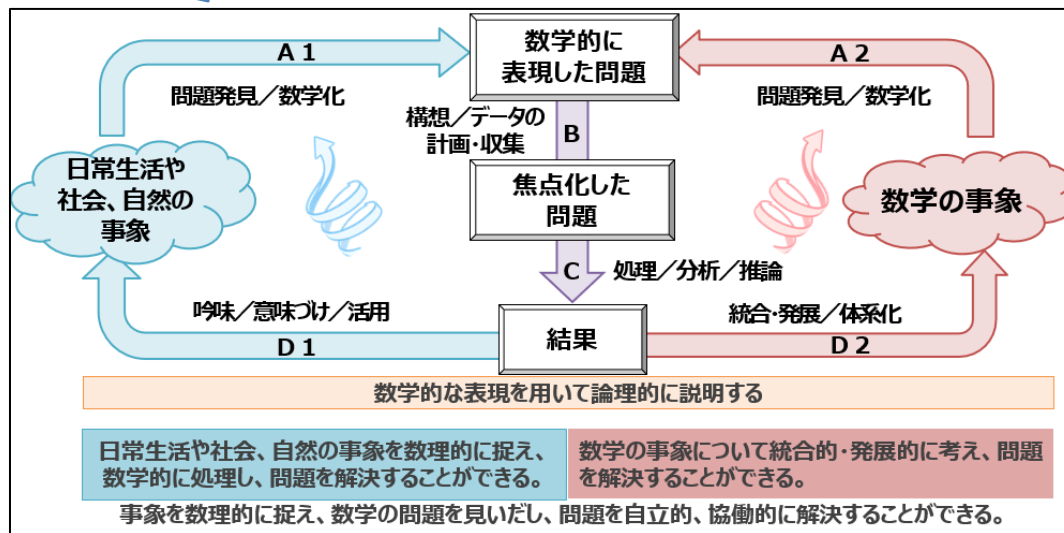 A1
数学的に
表現した問題
A2
問題発見／数学化
問題発見／数学化
構想／データの
計画・収集
B
日常生活や
社会、自然の
事象
焦点化した
問題
数学の事象
C
処理／分析／推論
吟味／意味づけ／活用
統合・発展／体系化
D1
結果
D2
数学的な表現を用いて論理的に説明する
日常生活や社会、自然の事象を数理的に捉え、
数学的に処理し、問題を解決することができる。
数学の事象について統合的・発展的に考え、問題
を解決することができる。
事象を数理的に捉え、数学の問題を見いだし、問題を自立的、協働的に解決することができる。